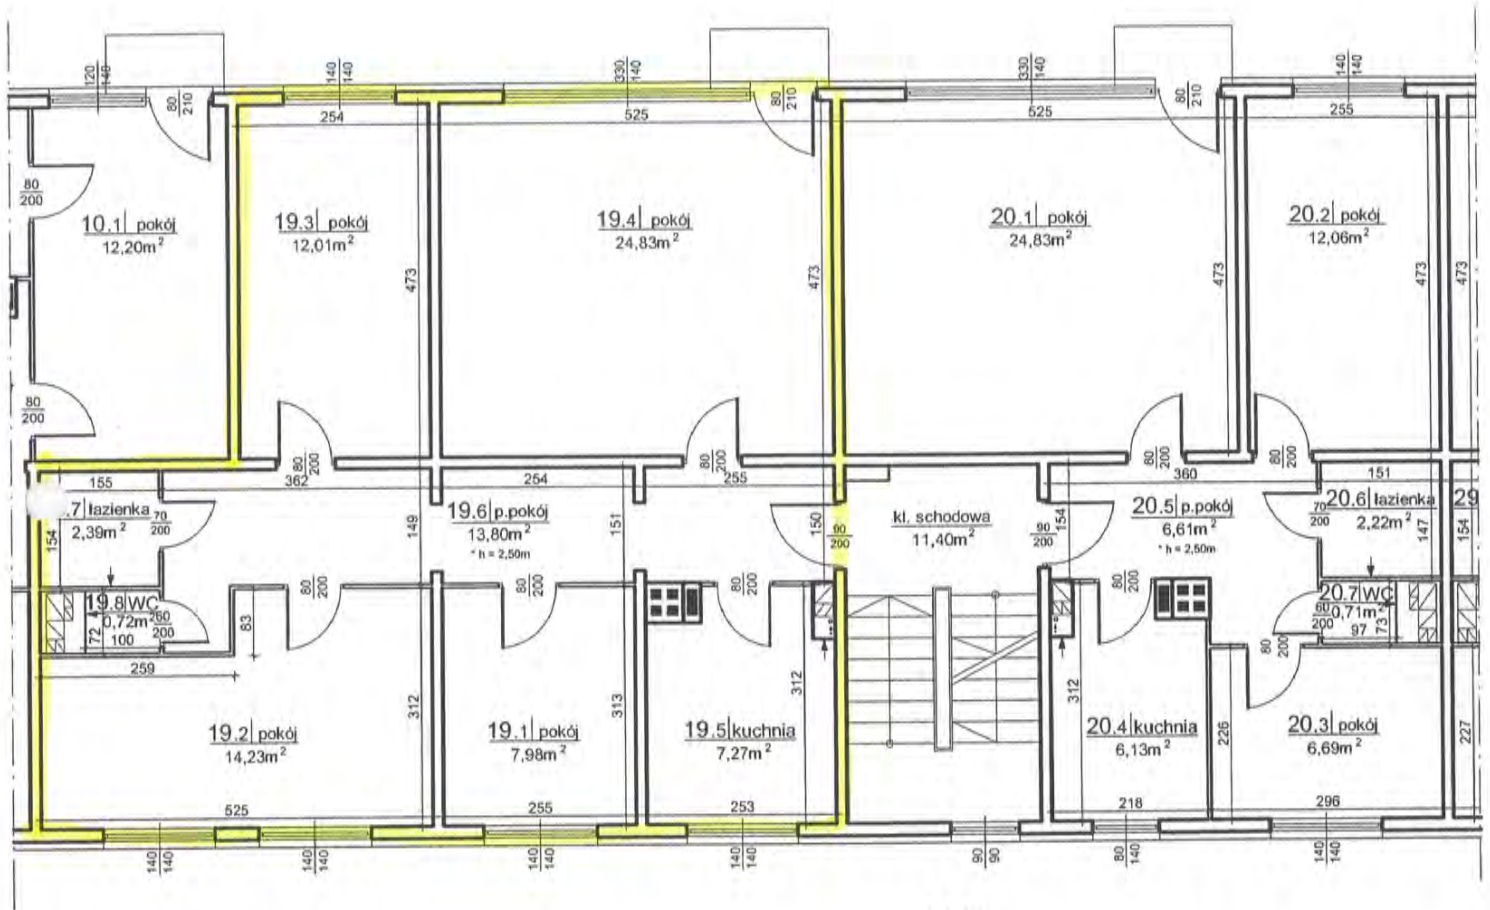 120
140
140
140
330
140
330
140
140
140
80
210
80
210
80
210
254
525
525
255
80
200
10.1 pokój
12,20m²
19.3 pokój
12,01m²
19.4 pokój
24,83m²
20.1 pokój
24,83m²
20.2 pokój
12,06m²
473
473
473
473
473
80
200
80
200
80
200
80
200
80
200
155
362
254
255
360
151
.7 łazienka
2,39m²
70
200
154
149
19.6 p.pokój
13,80m²
* h = 2,50m
151
150
90
200
kl. schodowa
11,40m²
90
200
154
20.5 p.pokój
6,61m²
* h = 2,50m
70
200
20.6 łazienka
2,22m²
147
29
154
80
200
80
200
80
200
80
200
19.8 WC
0,72m²
60
200
72
100
83
259
20.7 WC
0,71m²
60
200
97
73
80
200
312
313
312
312
226
227
19.2 pokój
14,23m²
19.1 pokój
7,98m²
19.5 kuchnia
7,27m²
20.4 kuchnia
6,13m²
20.3 pokój
6,69m²
525
255
253
218
296
140
140
140
140
140
140
140
140
90
90
80
140
140
140